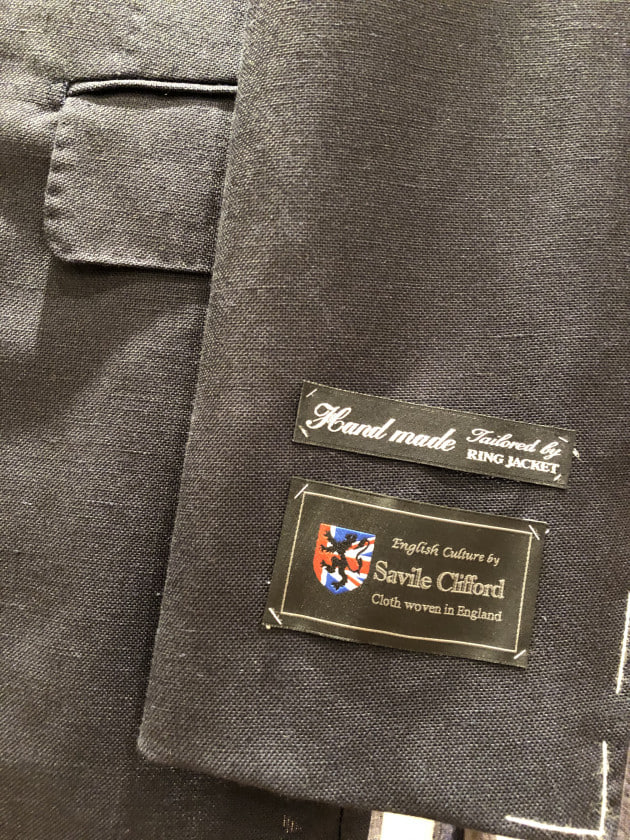 Hand made Tailored by
RING JACKET
English Culture by
Savile Clifford
Cloth woven in England